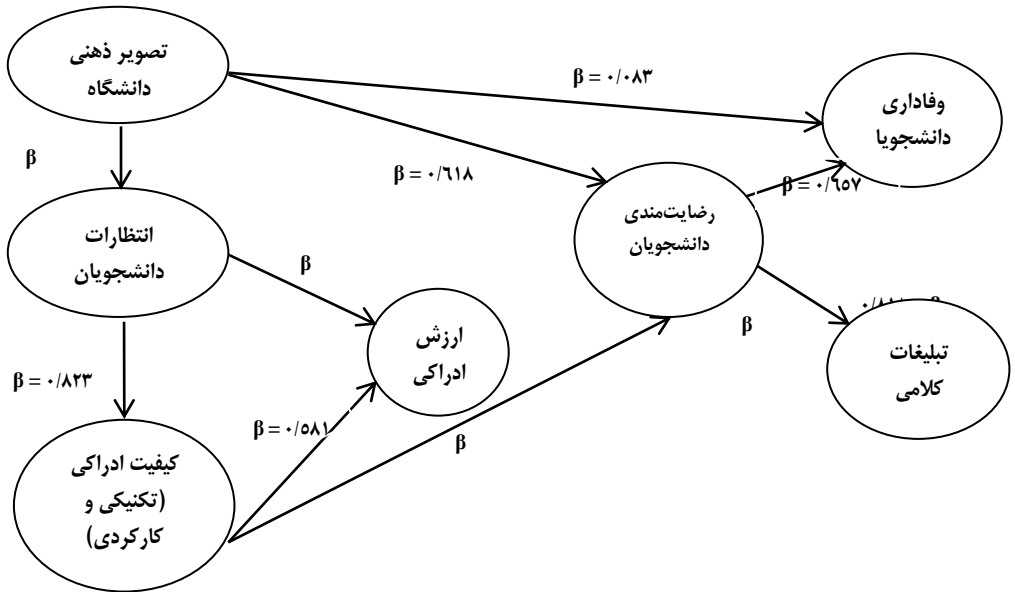 تصویر ذهنی
دانشگاه
β = ۰/۰۸۳
وفاداری
دانشجویا
β
β = ۰/۶۱۸
β = ۰/۶۵۷
رضایت‌مندی
دانشجویان
انتظارات
دانشجویان
β
ارزش
ادراکی
β
تبلیغات
کلامی
β = ۰/۸۲۳
β = ۰/۵۸۱
β
کیفیت ادراکی
(تکنیکی و
کارکردی)